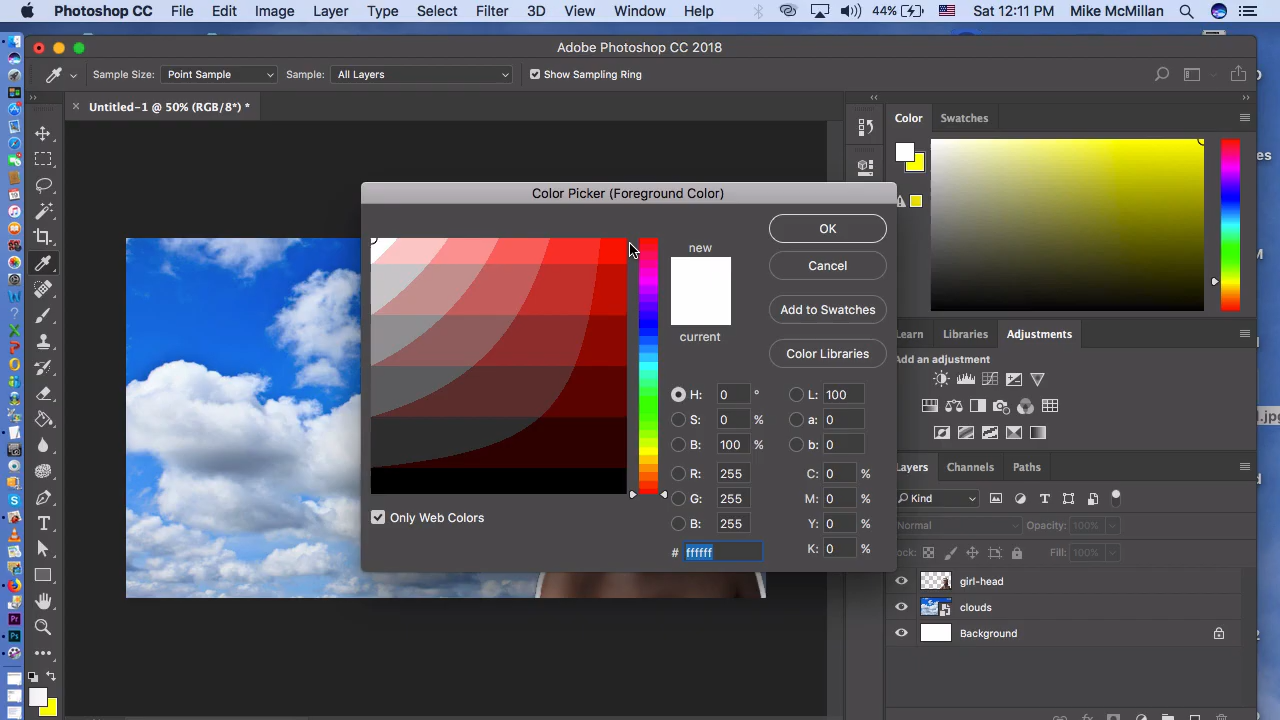 Photoshop CC File Edit Image Layer Type Select Filter 3D View Window Help 44% Sat 12:11 PM Mike McMillan
Adobe Photoshop CC 2018
Sample Size: Point Sample Sample: All Layers Show Sampling Ring
Untitled-1 @ 50% (RGB/8*) *
Color Swatches
Color Picker (Foreground Color)
new
current
OK
Cancel
Add to Swatches
Color Libraries
H: 0 ° L: 100
S: 0 % a: 0
B: 100 % b: 0
R: 255 C: 0 %
G: 255 M: 0 %
B: 255 Y: 0 %
K: 0 %
# ffffff
Only Web Colors
earn Libraries Adjustments
Add an adjustment
ayers Channels Paths
Kind
Normal Opacity: 100%
ock: Fill: 100%
girl-head
clouds
Background